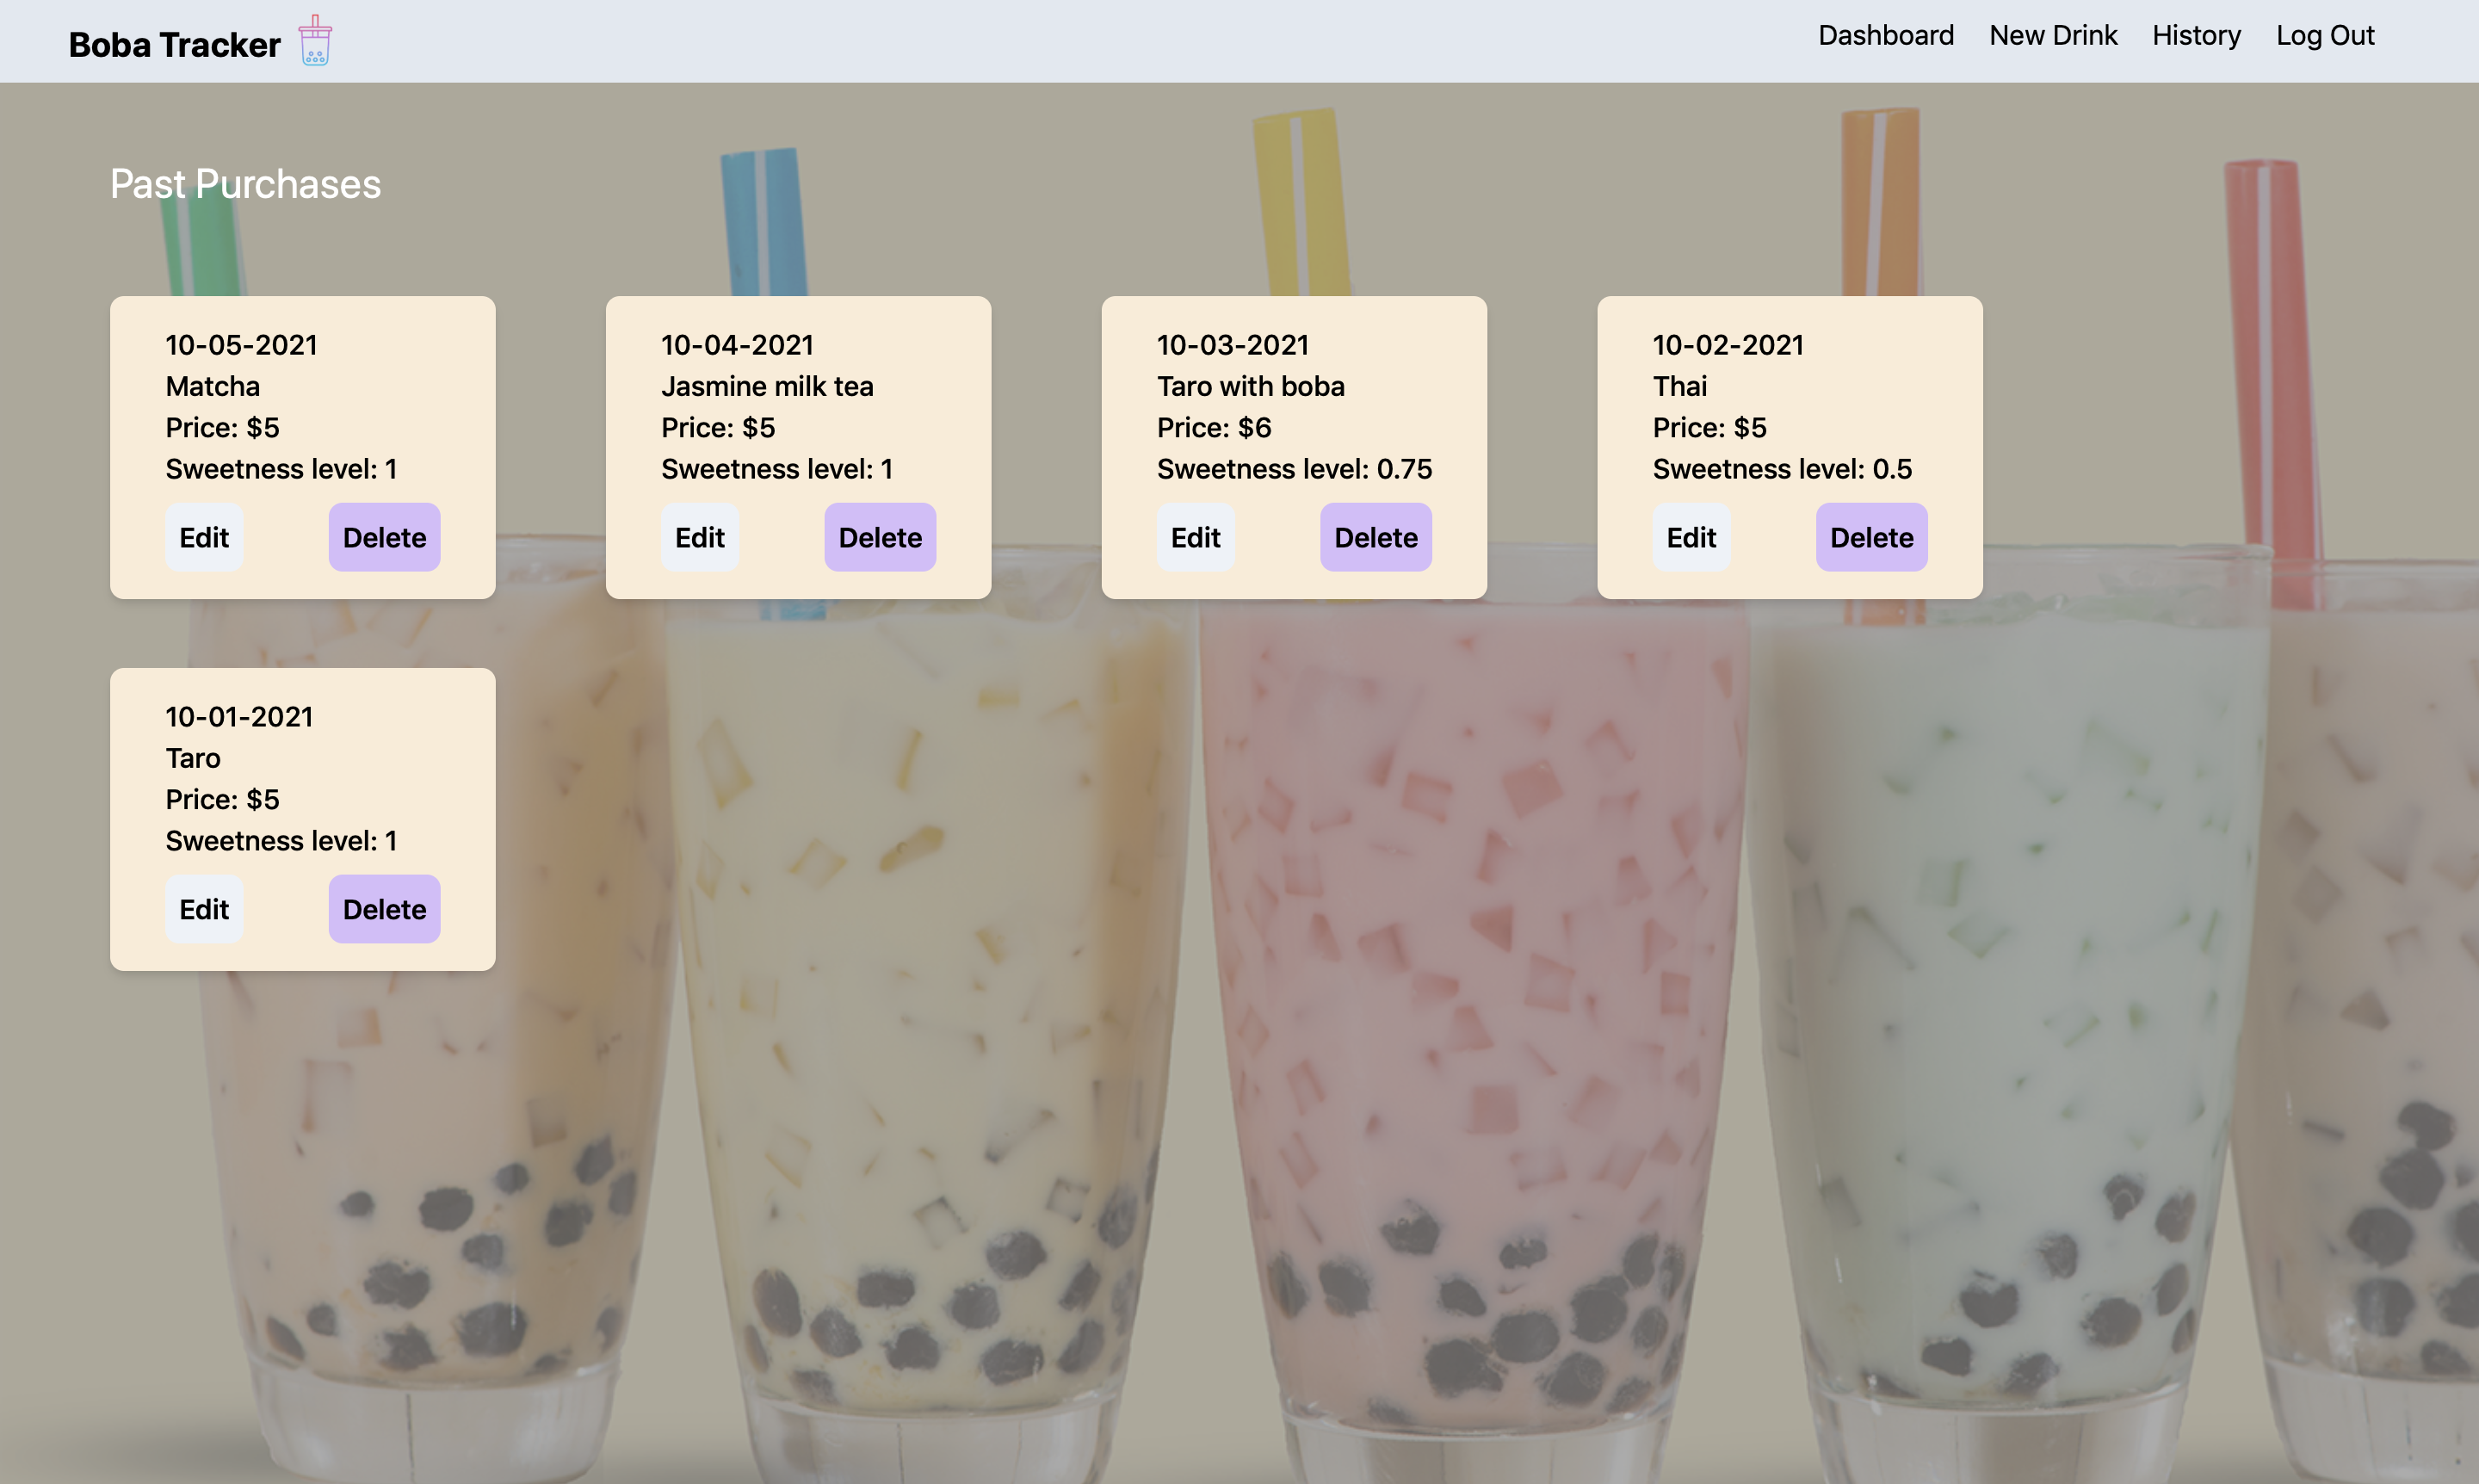 Boba Tracker
Dashboard New Drink History Log Out
Past Purchases
10-05-2021
Matcha
Price: $5
Sweetness level: 1
Edit Delete
10-04-2021
Jasmine milk tea
Price: $5
Sweetness level: 1
Edit Delete
10-03-2021
Taro with boba
Price: $6
Sweetness level: 0.75
Edit Delete
10-02-2021
Thai
Price: $5
Sweetness level: 0.5
Edit Delete
10-01-2021
Taro
Price: $5
Sweetness level: 1
Edit Delete